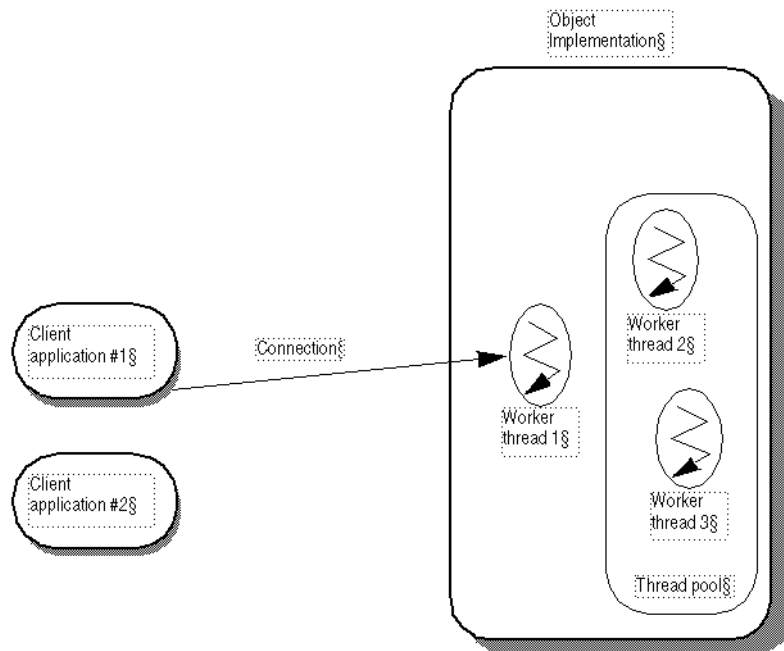 Object
Implementation§
Client
application #1§
Connection§
Worker
thread 1§
Worker
thread 2§
Worker
thread 3§
Thread pool§
Client
application #2§